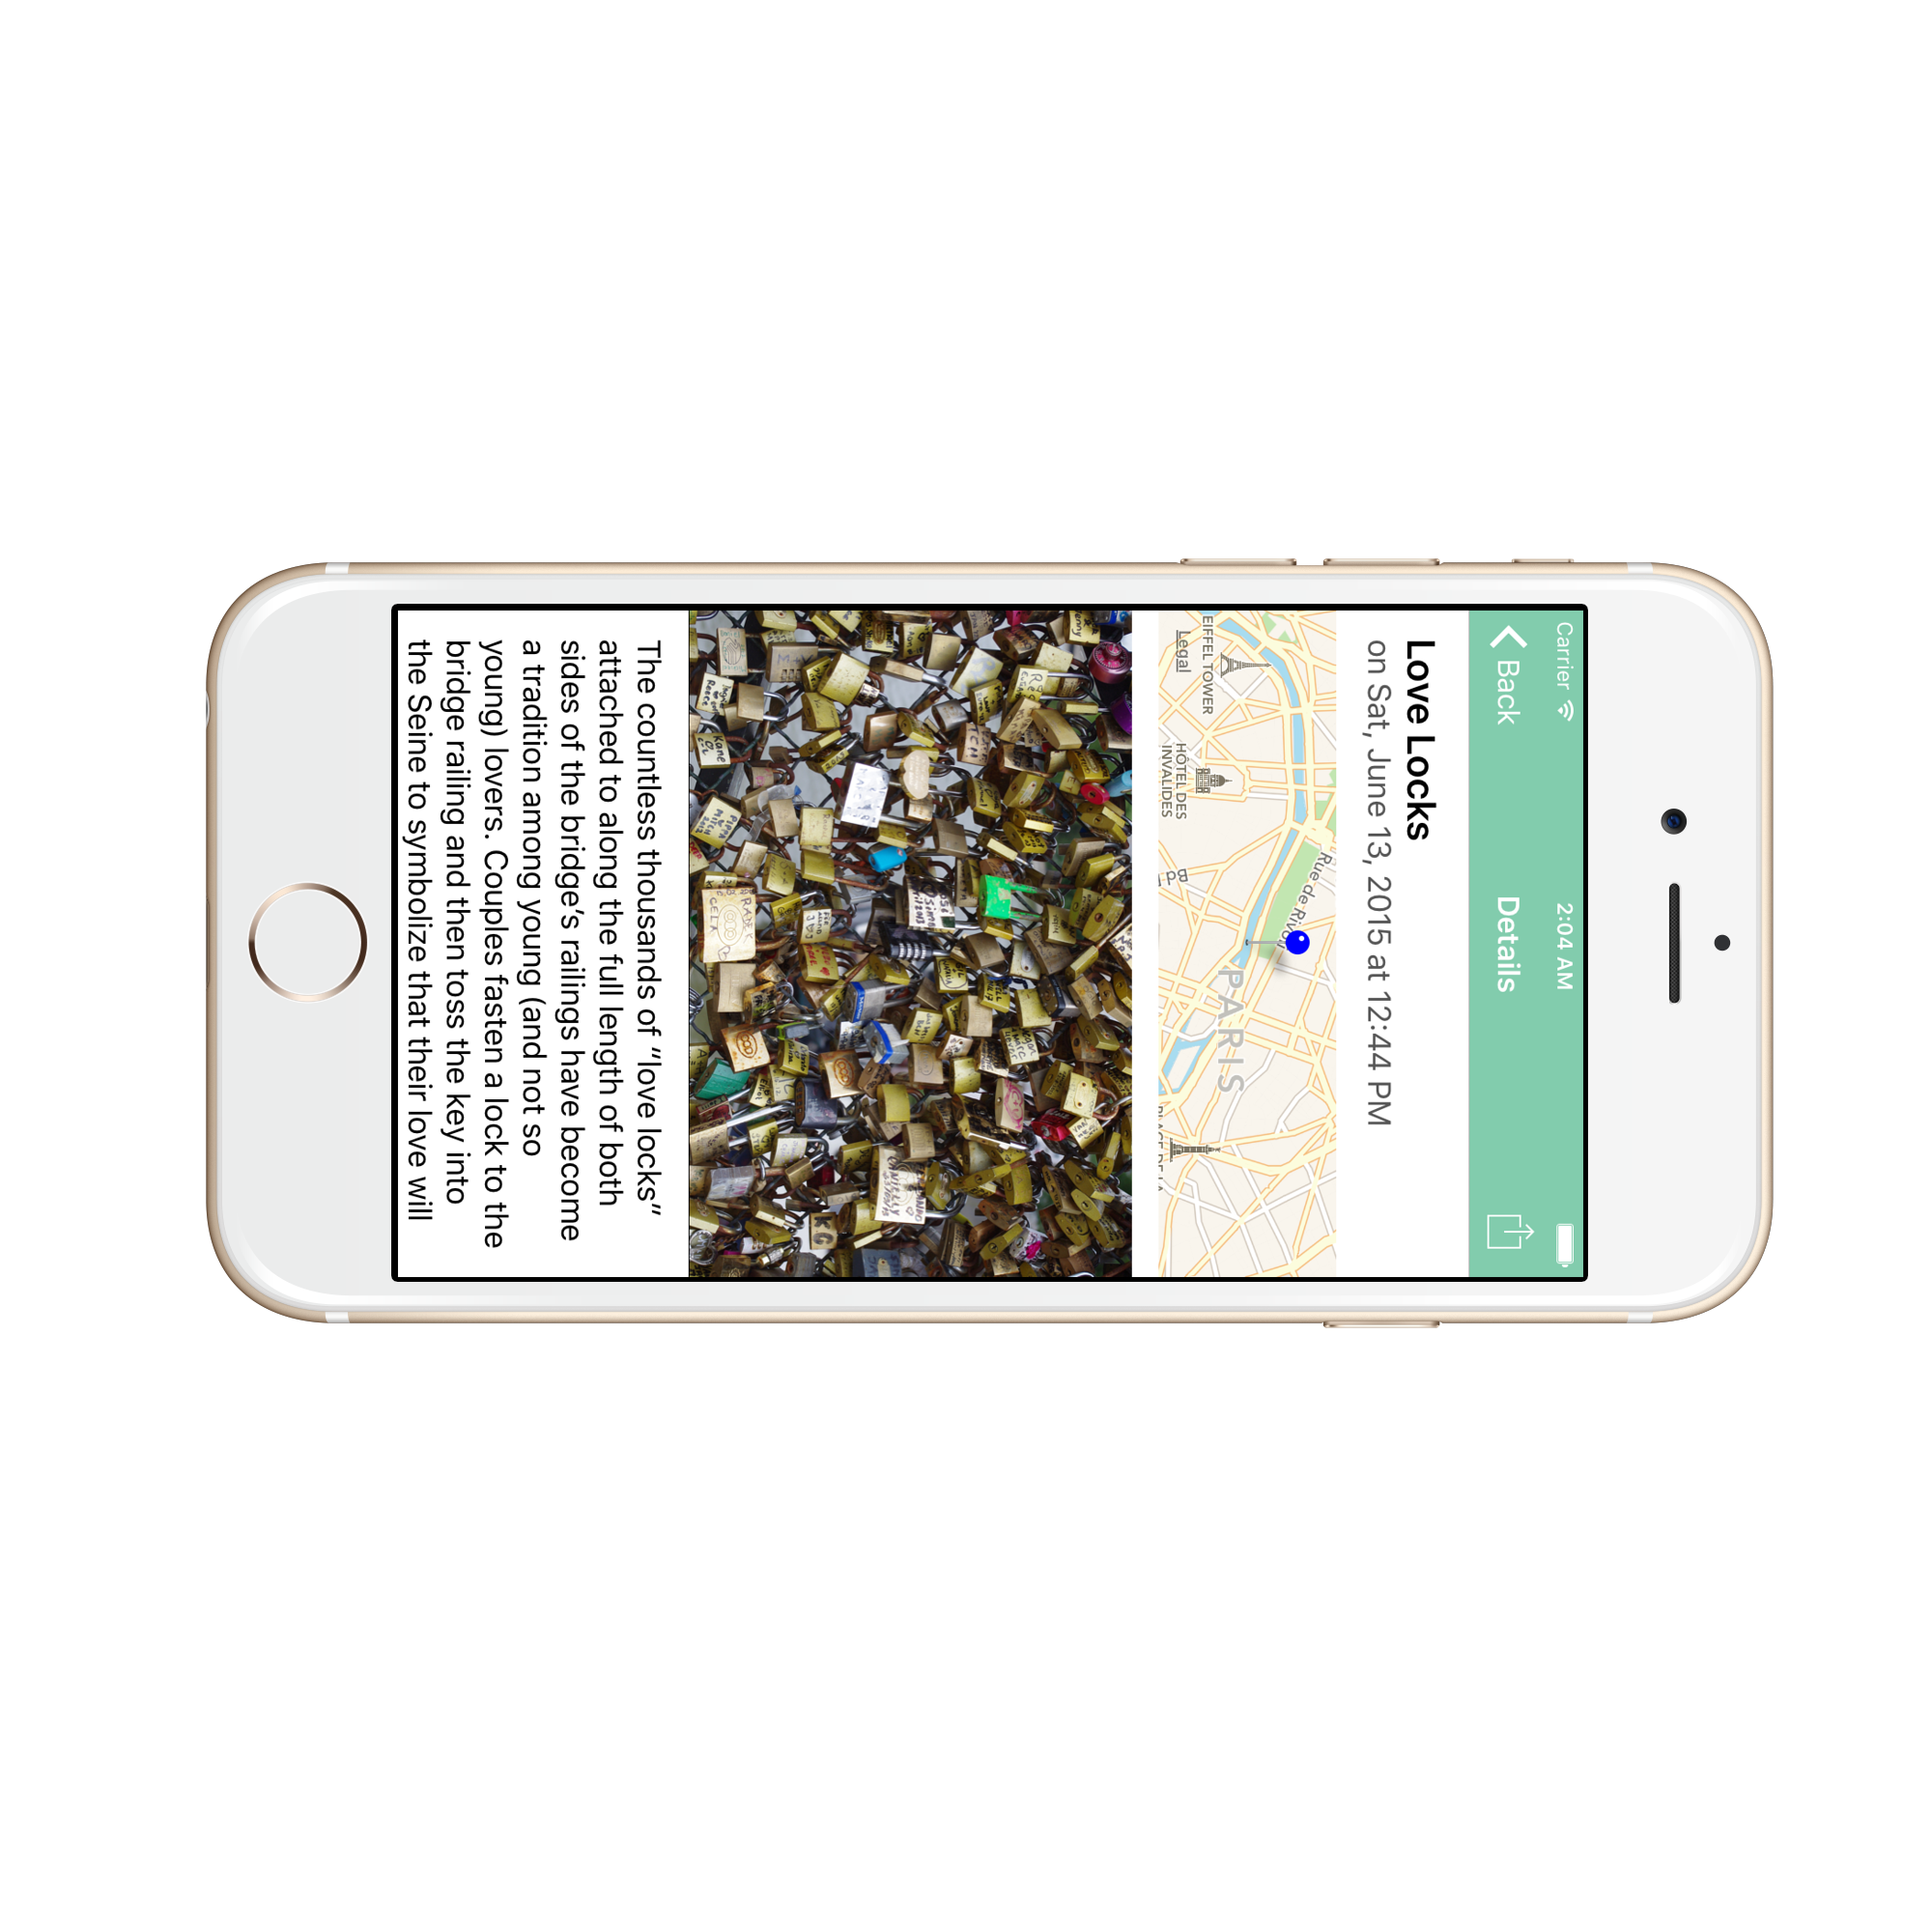 Carrier 2:04 AM
Back Details
Love Locks
on Sat, June 13, 2015 at 12:44 PM
Rue de Rivoli
PARIS
EIFFEL TOWER
Legal
HÔTEL DES
INVALIDES
The countless thousands of “love locks”
attached to along the full length of both
sides of the bridge’s railings have become
a tradition among young (and not so
young) lovers. Couples fasten a lock to the
bridge railing and then toss the key into
the Seine to symbolize that their love will